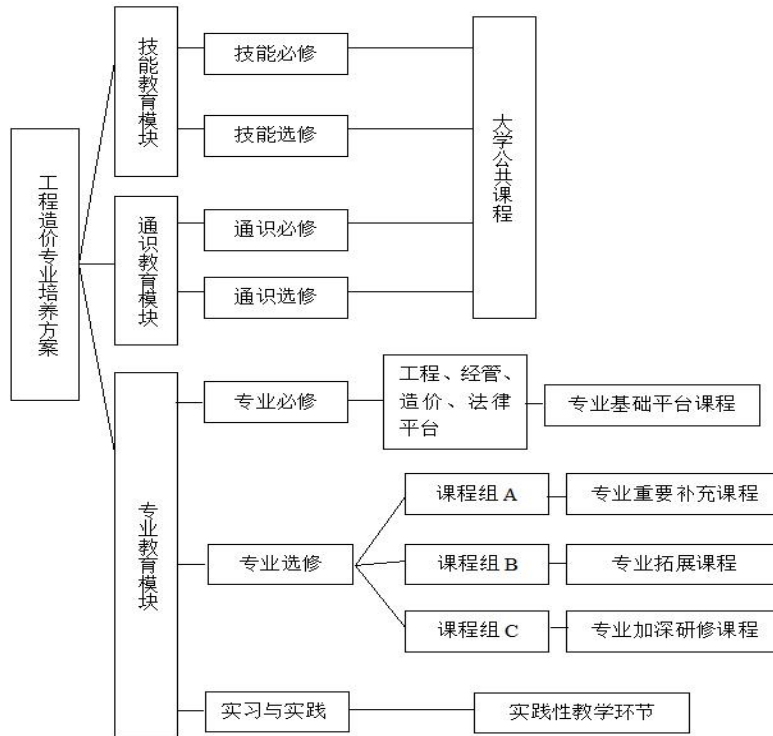 工程造价专业培养方案
技能教育模块
技能必修
技能选修
大学公共课程
通识教育模块
通识必修
通识选修
专业教育模块
专业必修
工程、经管、
造价、法律
平台
专业基础平台课程
专业选修
课程组 A
专业重要补充课程
课程组 B
专业拓展课程
课程组 C
专业加深研修课程
实习与实践
实践性教学环节